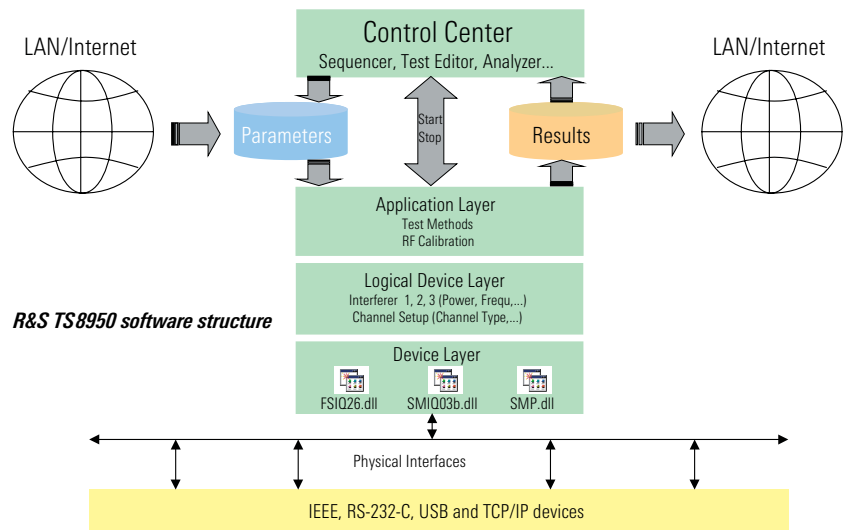 LAN/Internet
Control Center
Sequencer, Test Editor, Analyzer...
LAN/Internet
Parameters
Start
Stop
Results
Application Layer
Test Methods
RF Calibration
Logical Device Layer
Interferer 1, 2, 3 (Power, Frequ,...)
Channel Setup (Channel Type,...)
R&S TS8950 software structure
Device Layer
FSIQ26.dll
SMIQ03b.dll
SMP.dll
Physical Interfaces
IEEE, RS-232-C, USB and TCP/IP devices